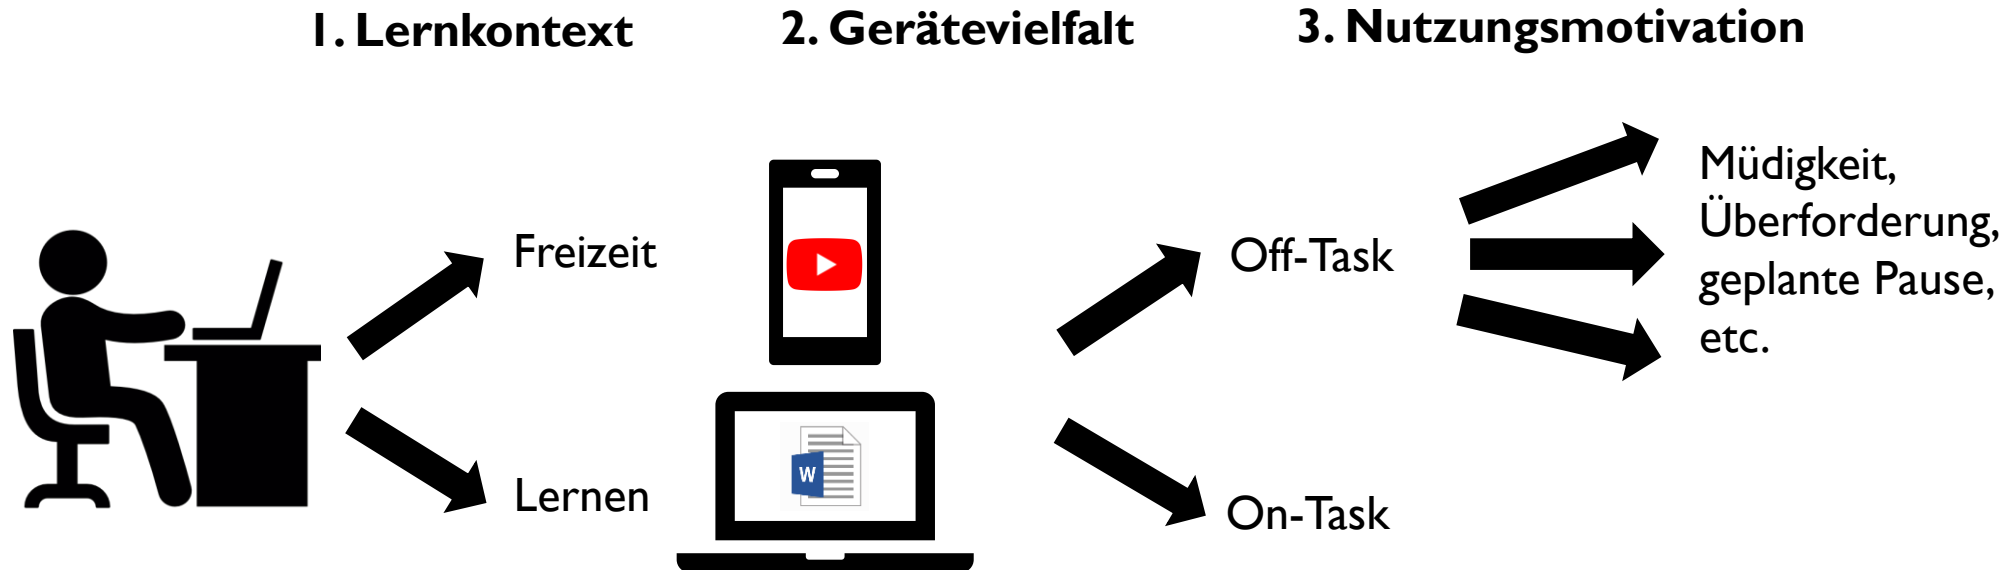 1. Lernkontext
2. Gerätevielfalt
3. Nutzungsmotivation
Freizeit
Lernen
W
Off-Task
On-Task
Müdigkeit,
Überforderung,
geplante Pause,
etc.